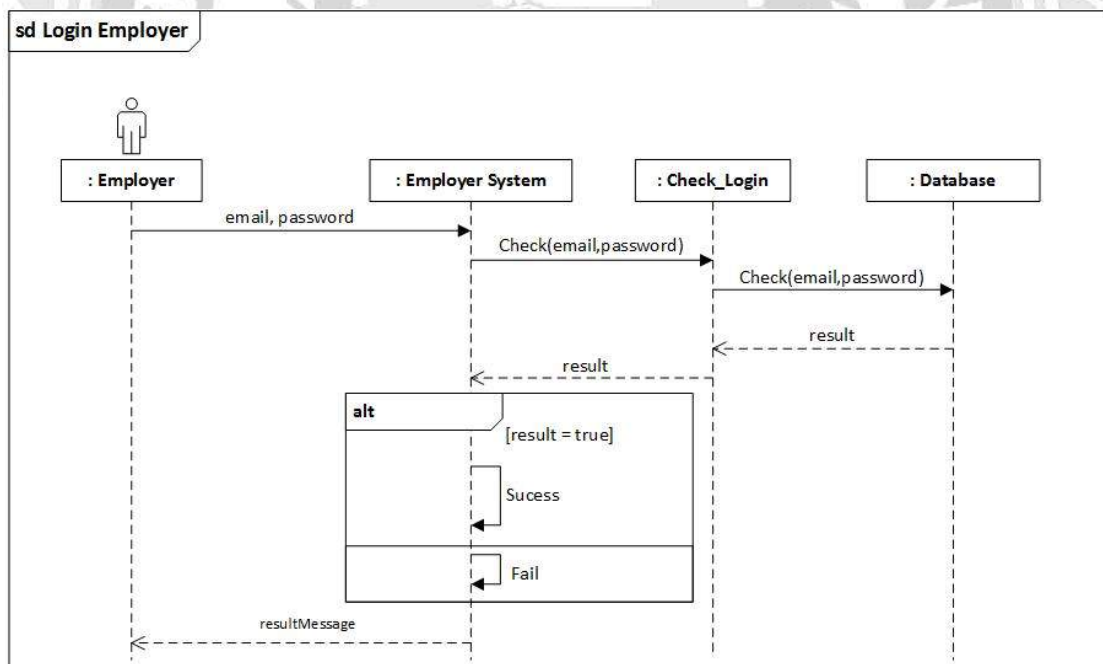 sd Login Employer
: Employer
: Employer System
: Check_Login
: Database
email, password
Check(email,password)
Check(email,password)
result
result
alt
[result = true]
Sucess
Fail
resultMessage